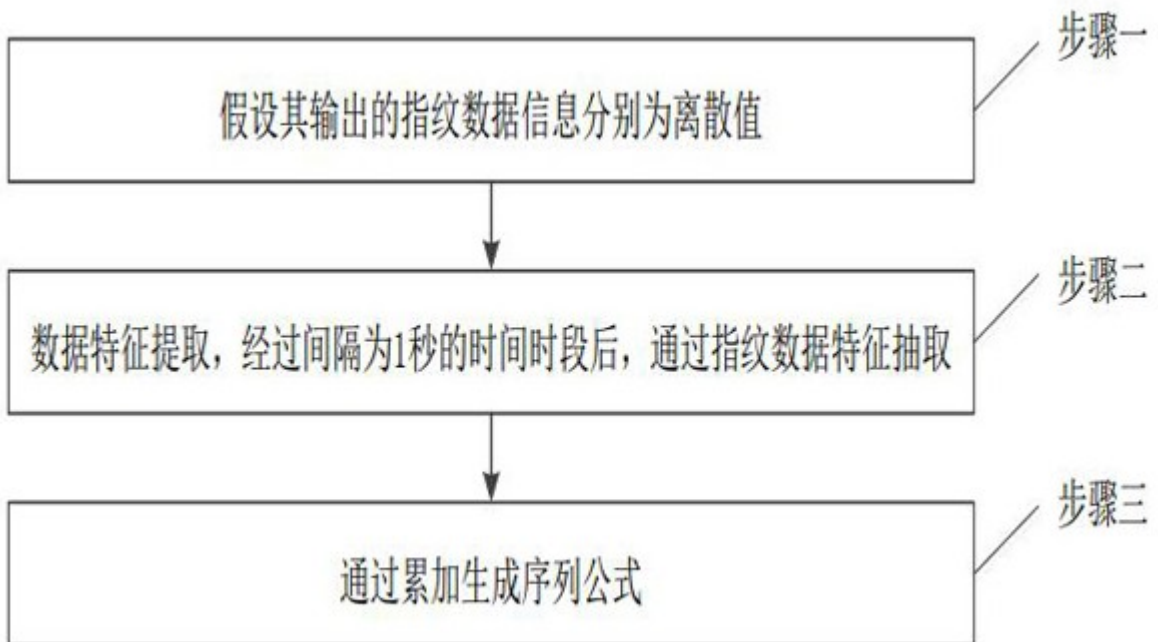 步骤一
假设其输出的指纹数据信息分别为离散值
步骤二
数据特征提取，经过间隔为1秒的时间时段后，通过指纹数据特征抽取
步骤三
通过累加生成序列公式